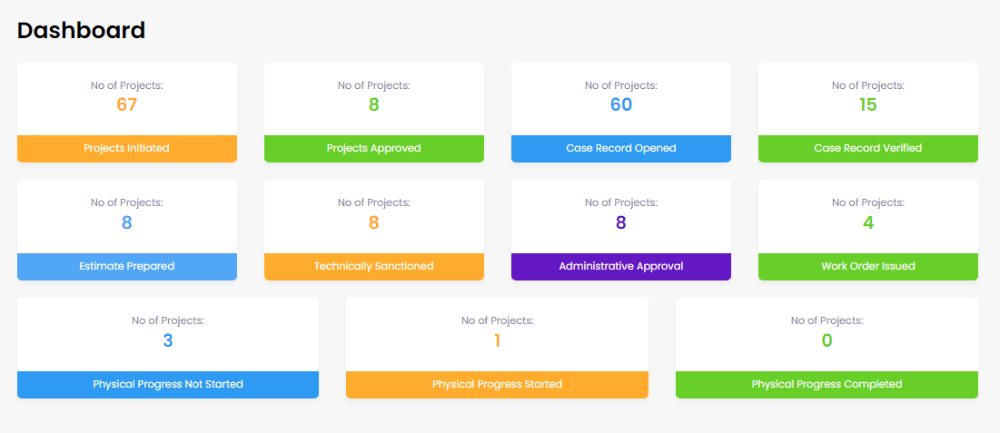 Dashboard
No of Projects:
67
Projects Initiated
No of Projects:
8
Projects Approved
No of Projects:
60
Case Record Opened
No of Projects:
15
Case Record Verified
No of Projects:
8
Estimate Prepared
No of Projects:
8
Technically Sanctioned
No of Projects:
8
Administrative Approval
No of Projects:
4
Work Order Issued
No of Projects:
3
Physical Progress Not Started
No of Projects:
1
Physical Progress Started
No of Projects:
0
Physical Progress Completed